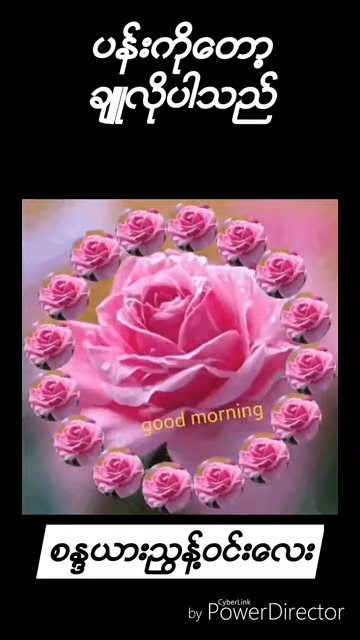 ပန်းကိုတော့
ချူလိုပါသည်
good morning
စန္ဒယားညွန့်ဝင်းလေး
CyberLink
by PowerDirector